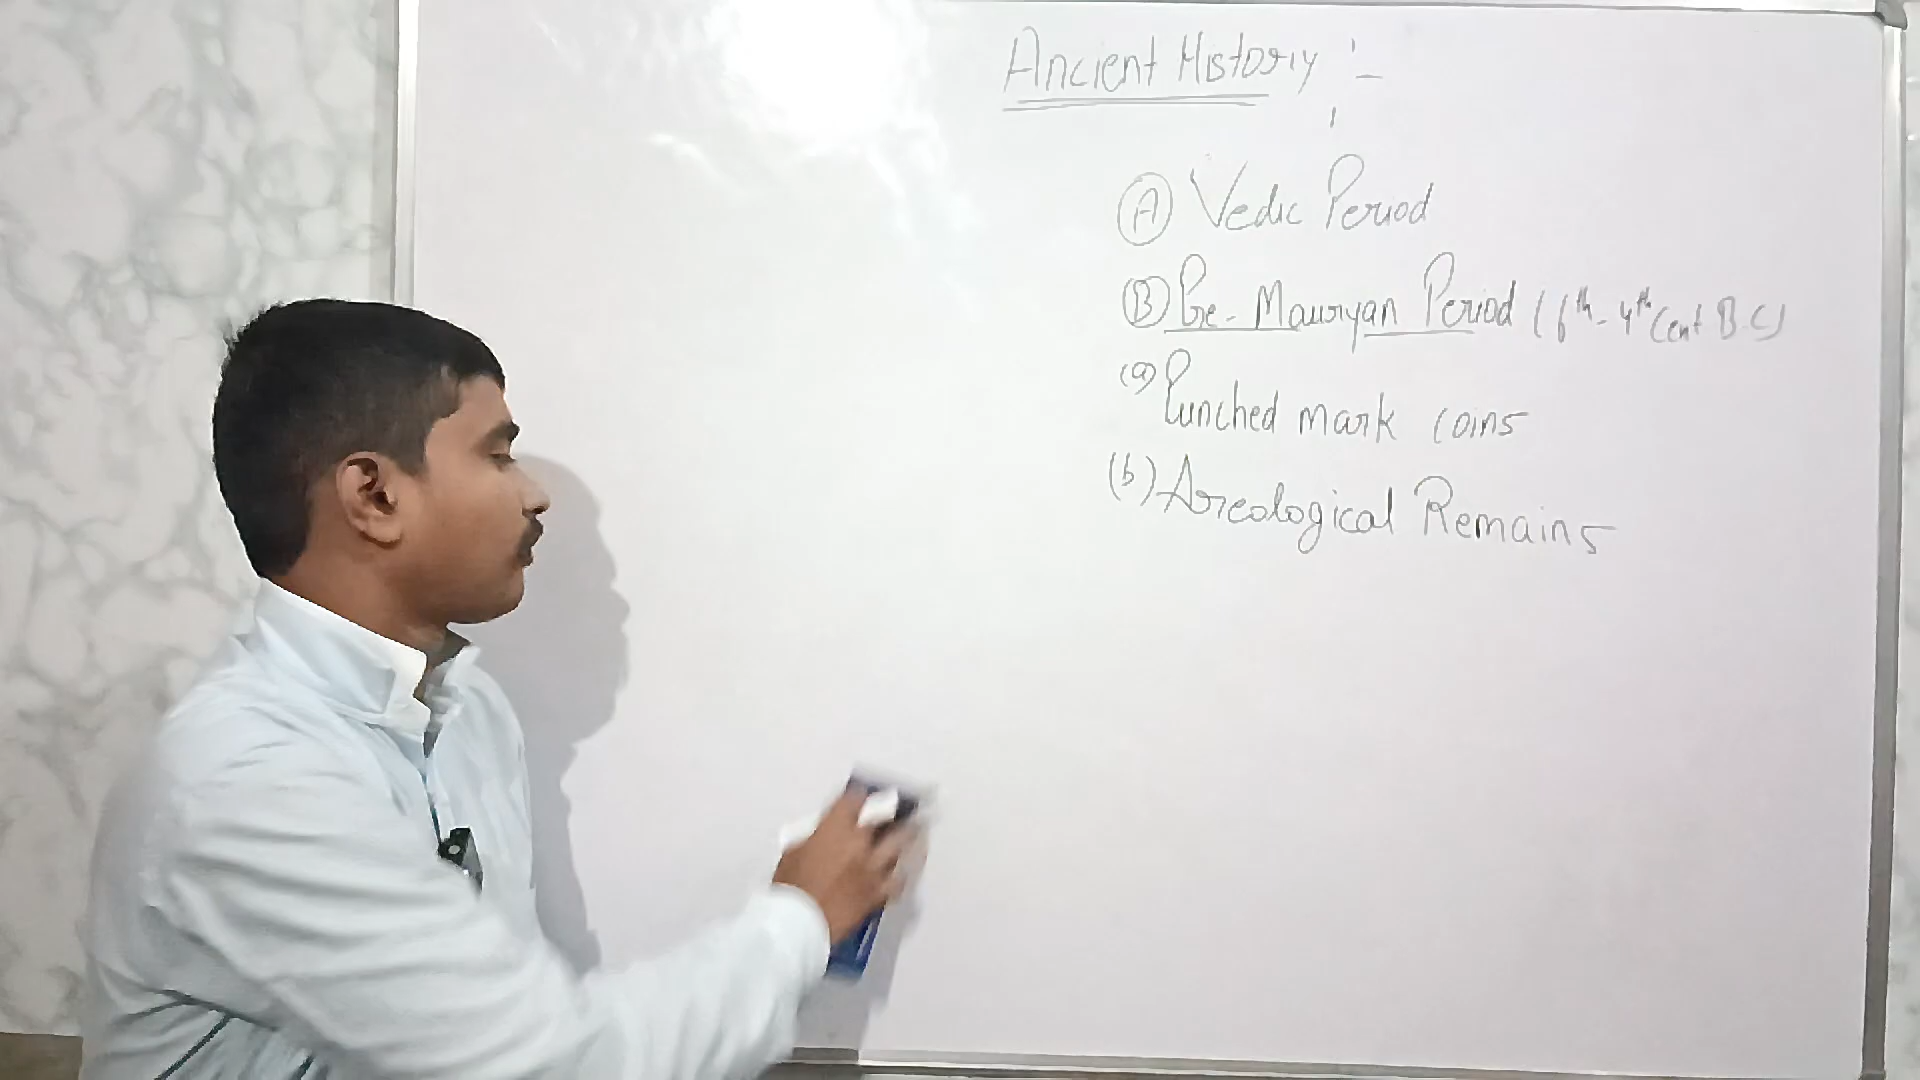 Ancient History :-
(A) Vedic Period
(B) Pre-Mauryan Period (6th-4th Cent B.C)
(a) Punched mark coins
(b) Areological Remains